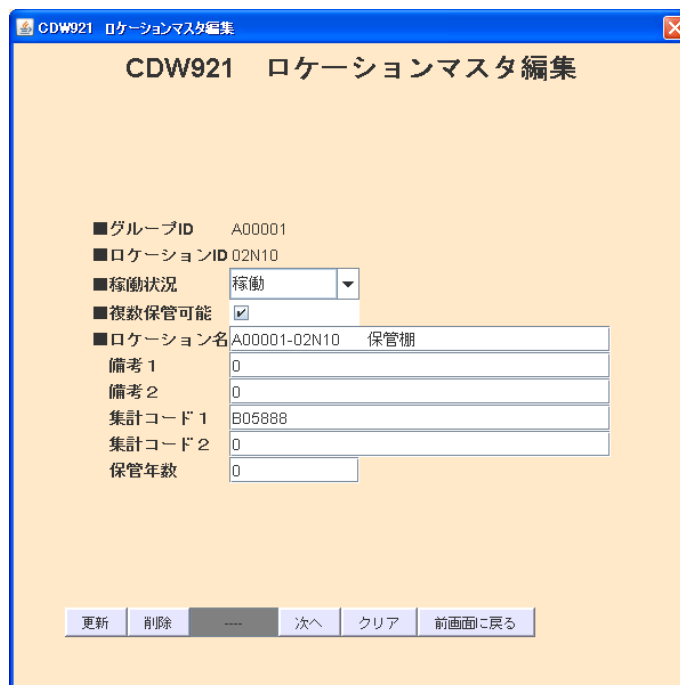 CDW921 ロケーションマスタ編集
CDW921 ロケーションマスタ編集
■グループID A00001
■ロケーションID 02N10
■稼働状況 稼働
■複数保管可能
■ロケーション名 A00001-02N10 保管棚
備考１ 0
備考２ 0
集計コード１ B05888
集計コード２ 0
保管年数 0
更新 削除 ---- 次へ クリア 前画面に戻る